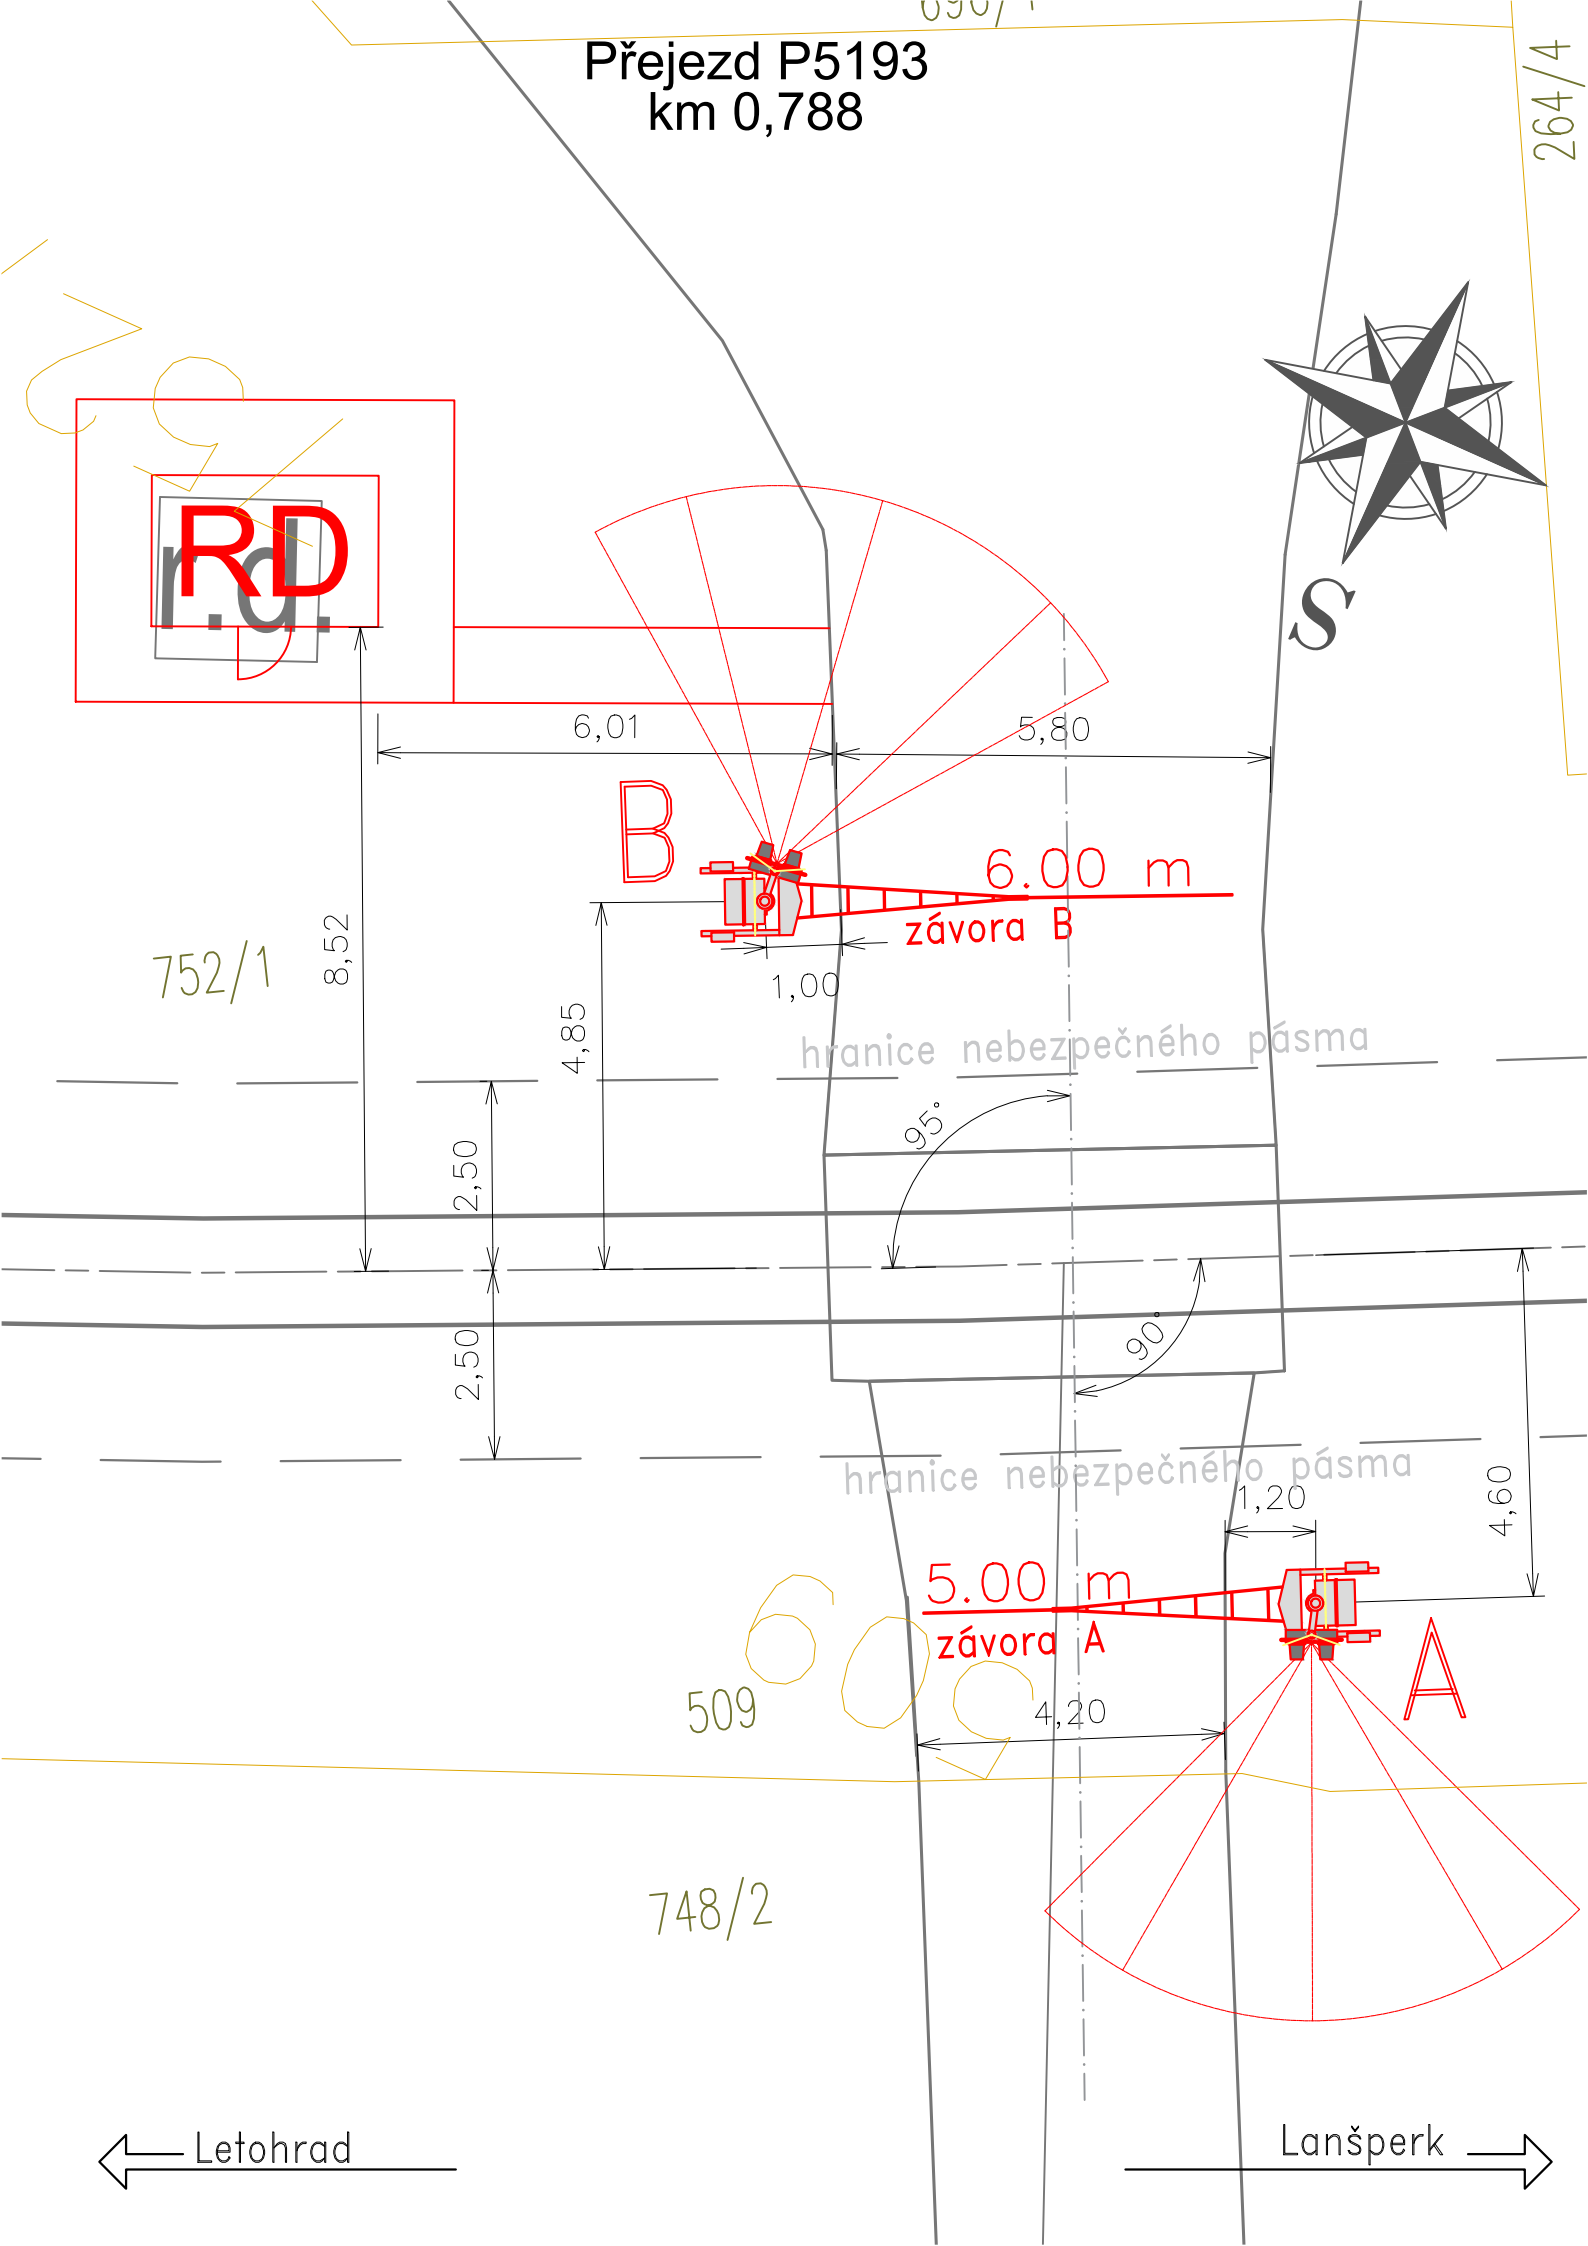 Přejezd P5193
km 0,788
264/4
RD
r.d.
S
6,01
5,80
B
6.00 m
závora B
8,52
752/1
1,00
4,85
hranice nebezpečného pásma
95°
2,50
90°
2,50
hranice nebezpečného pásma
1,20
4,60
5.00 m
závora A
A
509
4,20
748/2
Letohrad
Lanšperk